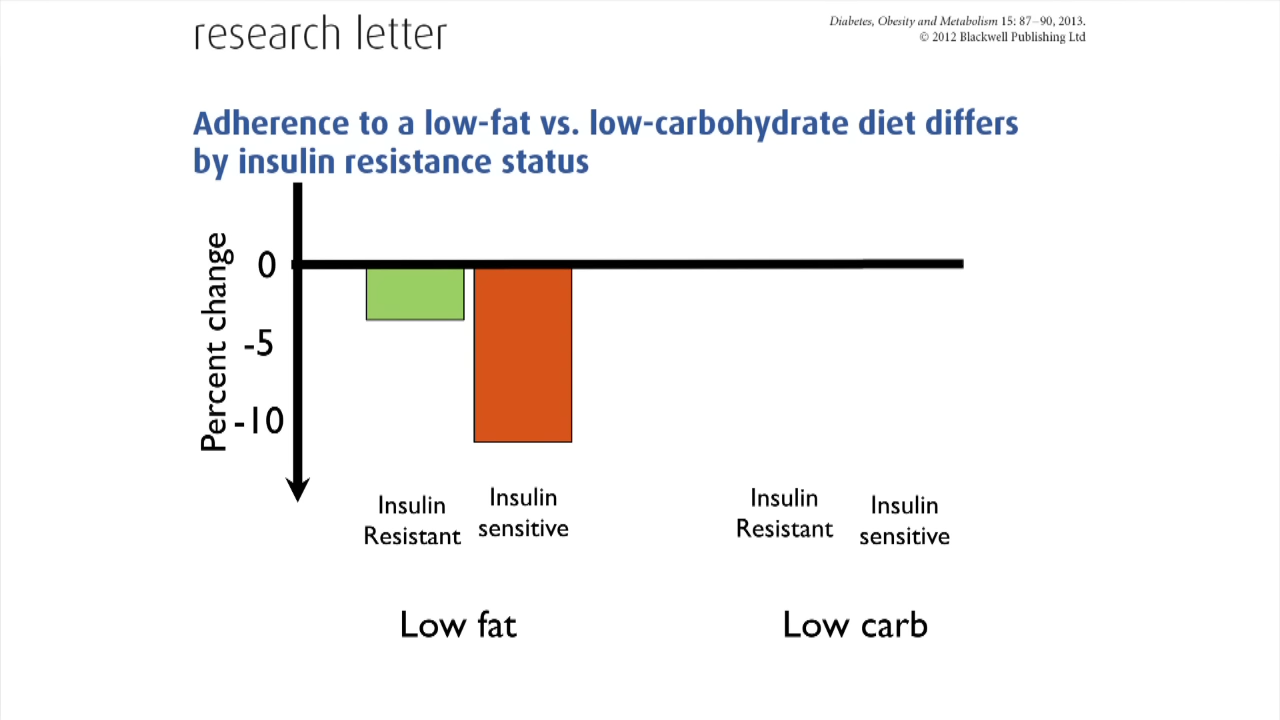 research letter
Diabetes, Obesity and Metabolism 15: 87–90, 2013.
© 2012 Blackwell Publishing Ltd
Adherence to a low-fat vs. low-carbohydrate diet differs
by insulin resistance status
Percent change
0
-5
-10
Insulin
Resistant
Insulin
sensitive
Insulin
Resistant
Insulin
sensitive
Low fat
Low carb